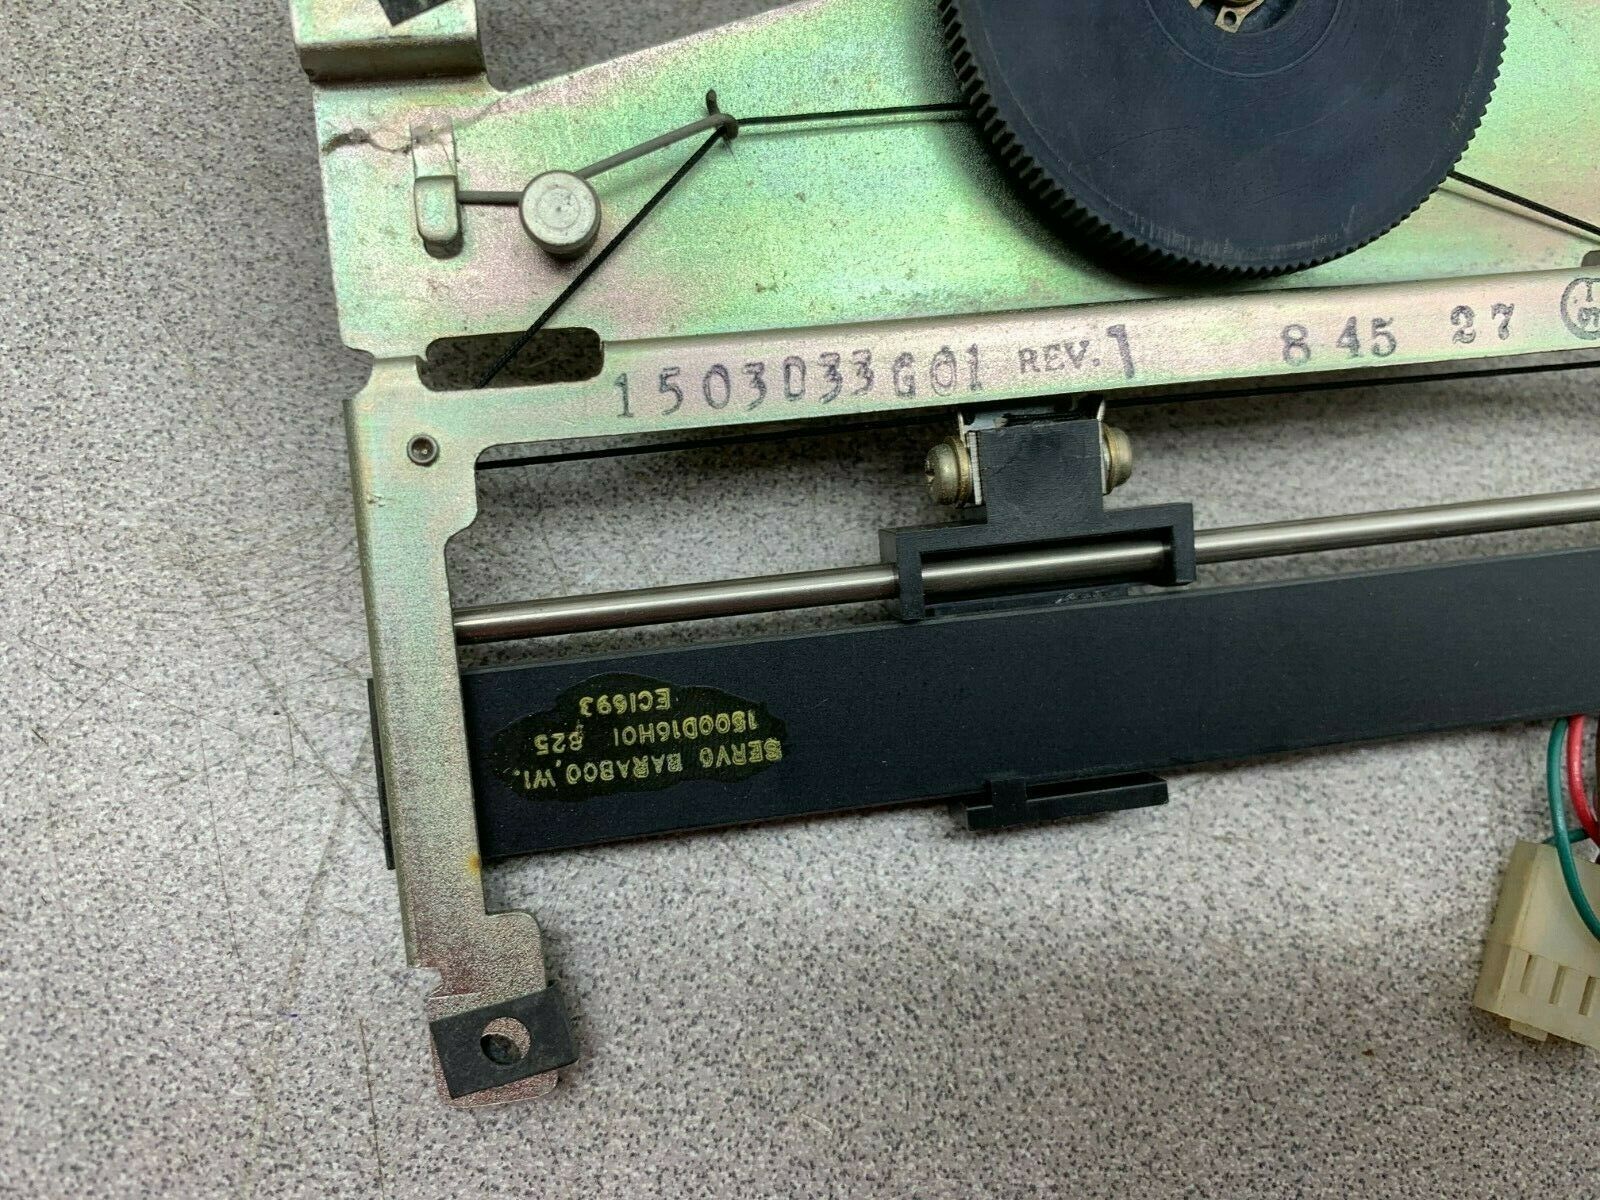 1503033G01 REV. 1 8 45 27
SERVO BARABOO, WI.
1500D16H01 825
EC1693